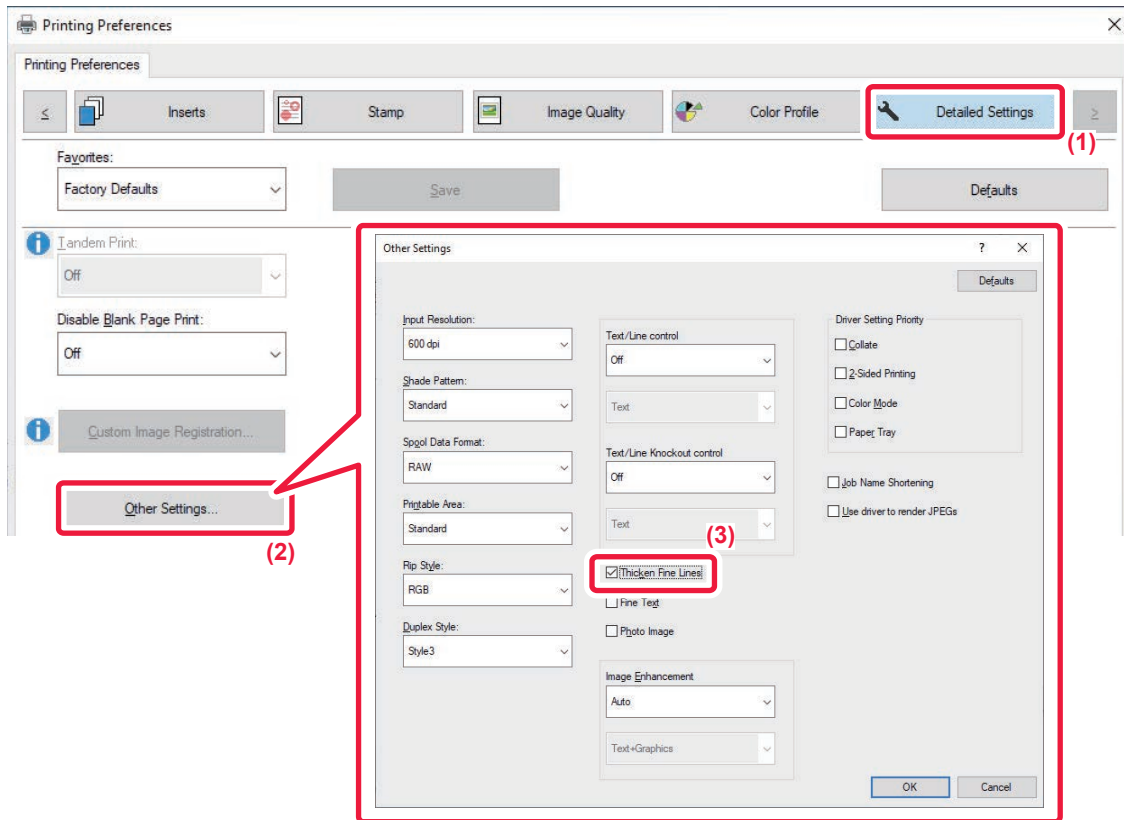 Printing Preferences
Printing Preferences
≤
Inserts
Stamp
Image Quality
Color Profile
Detailed Settings
≥
(1)
Favorites:
Factory Defaults
Save
Defaults
Tandem Print:
Off
Disable Blank Page Print:
Off
Custom Image Registration...
Other Settings...
(2)
Other Settings
?
Defaults
Input Resolution:
600 dpi
Shade Pattern:
Standard
Spool Data Format:
RAW
Printable Area:
Standard
Rip Style:
RGB
Duplex Style:
Style3
Text/Line control
Off
Text
Text/Line Knockout control
Off
Text
(3)
Thicken Fine Lines
Fine Text
Photo Image
Image Enhancement
Auto
Text+Graphics
Driver Setting Priority
Collate
2-Sided Printing
Color Mode
Paper Tray
Job Name Shortening
Use driver to render JPEGs
OK
Cancel